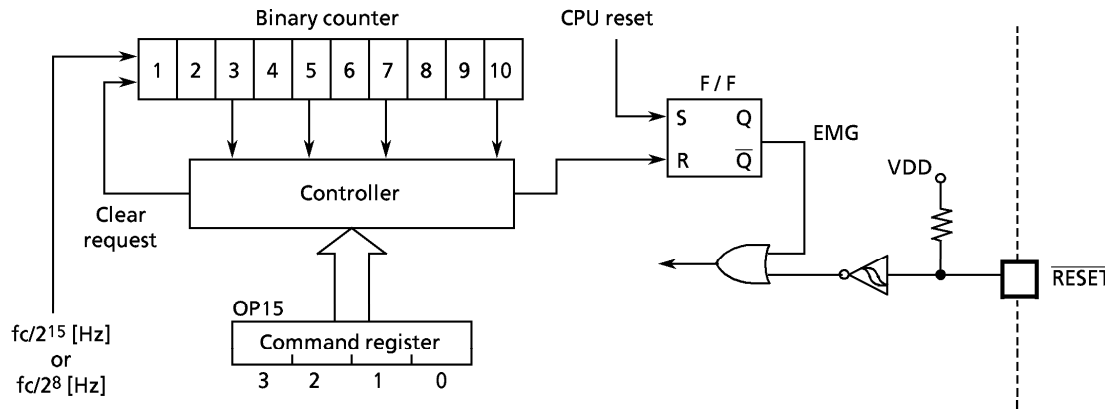 Binary counter
1 2 3 4 5 6 7 8 9 10
CPU reset
F / F
S Q
R Q̅
EMG
VDD
R̅E̅S̅E̅T̅
Controller
Clear
request
OP15
Command register
3 2 1 0
fc/2¹⁵ [Hz]
or
fc/2⁸ [Hz]